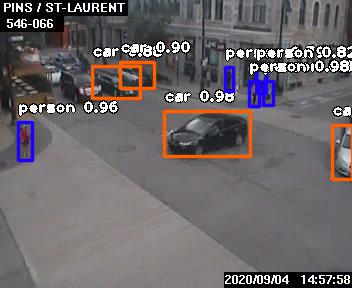 PINS / ST-LAURENT
546-066
car 0.90
person 0.82
person 0.98
car 0.98
person 0.96
2020/09/04 14:57:58